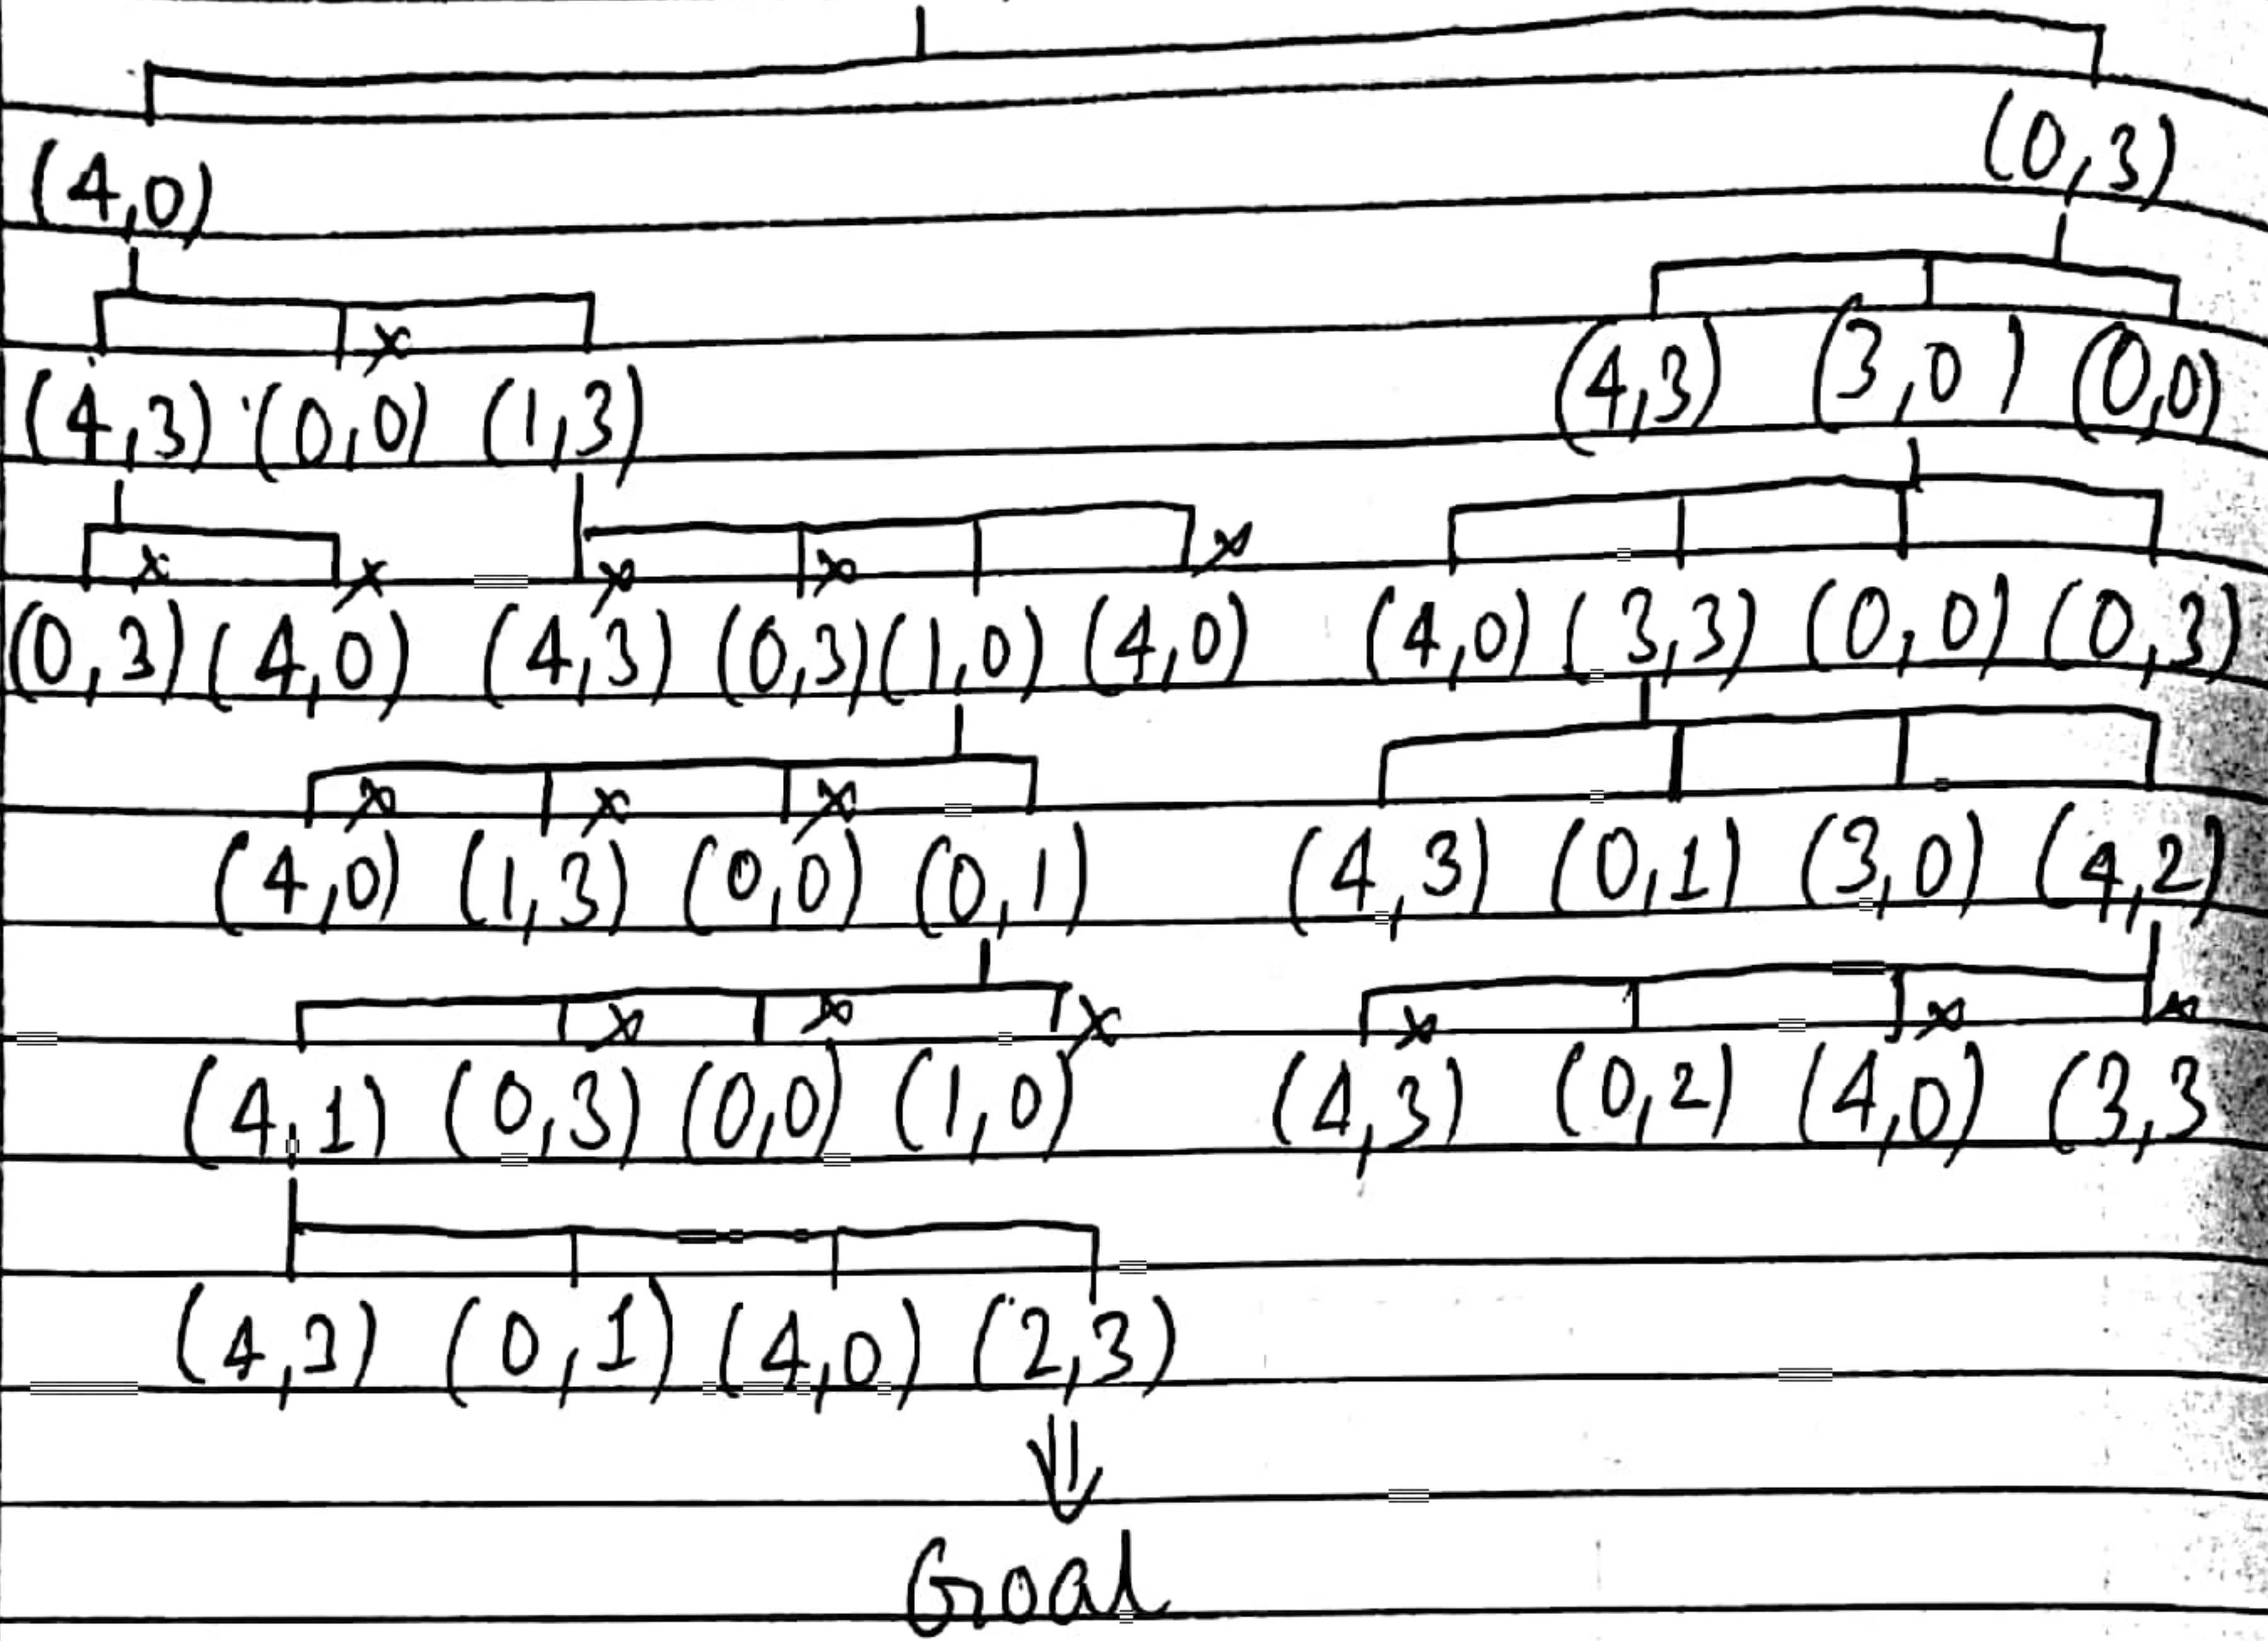 (4,0) (0,3)
x
(4,3) (0,0) (1,3) (4,3) (3,0) (0,0)
x x x x x
(0,3) (4,0) (4,3) (0,3) (1,0) (4,0) (4,0) (3,3) (0,0) (0,3)
x x x
(4,0) (1,3) (0,0) (0,1) (4,3) (0,1) (3,0) (4,2)
x x x x x x
(4,1) (0,3) (0,0) (1,0) (4,3) (0,2) (4,0) (3,3
(4,3) (0,1) (4,0) (2,3)
Goal